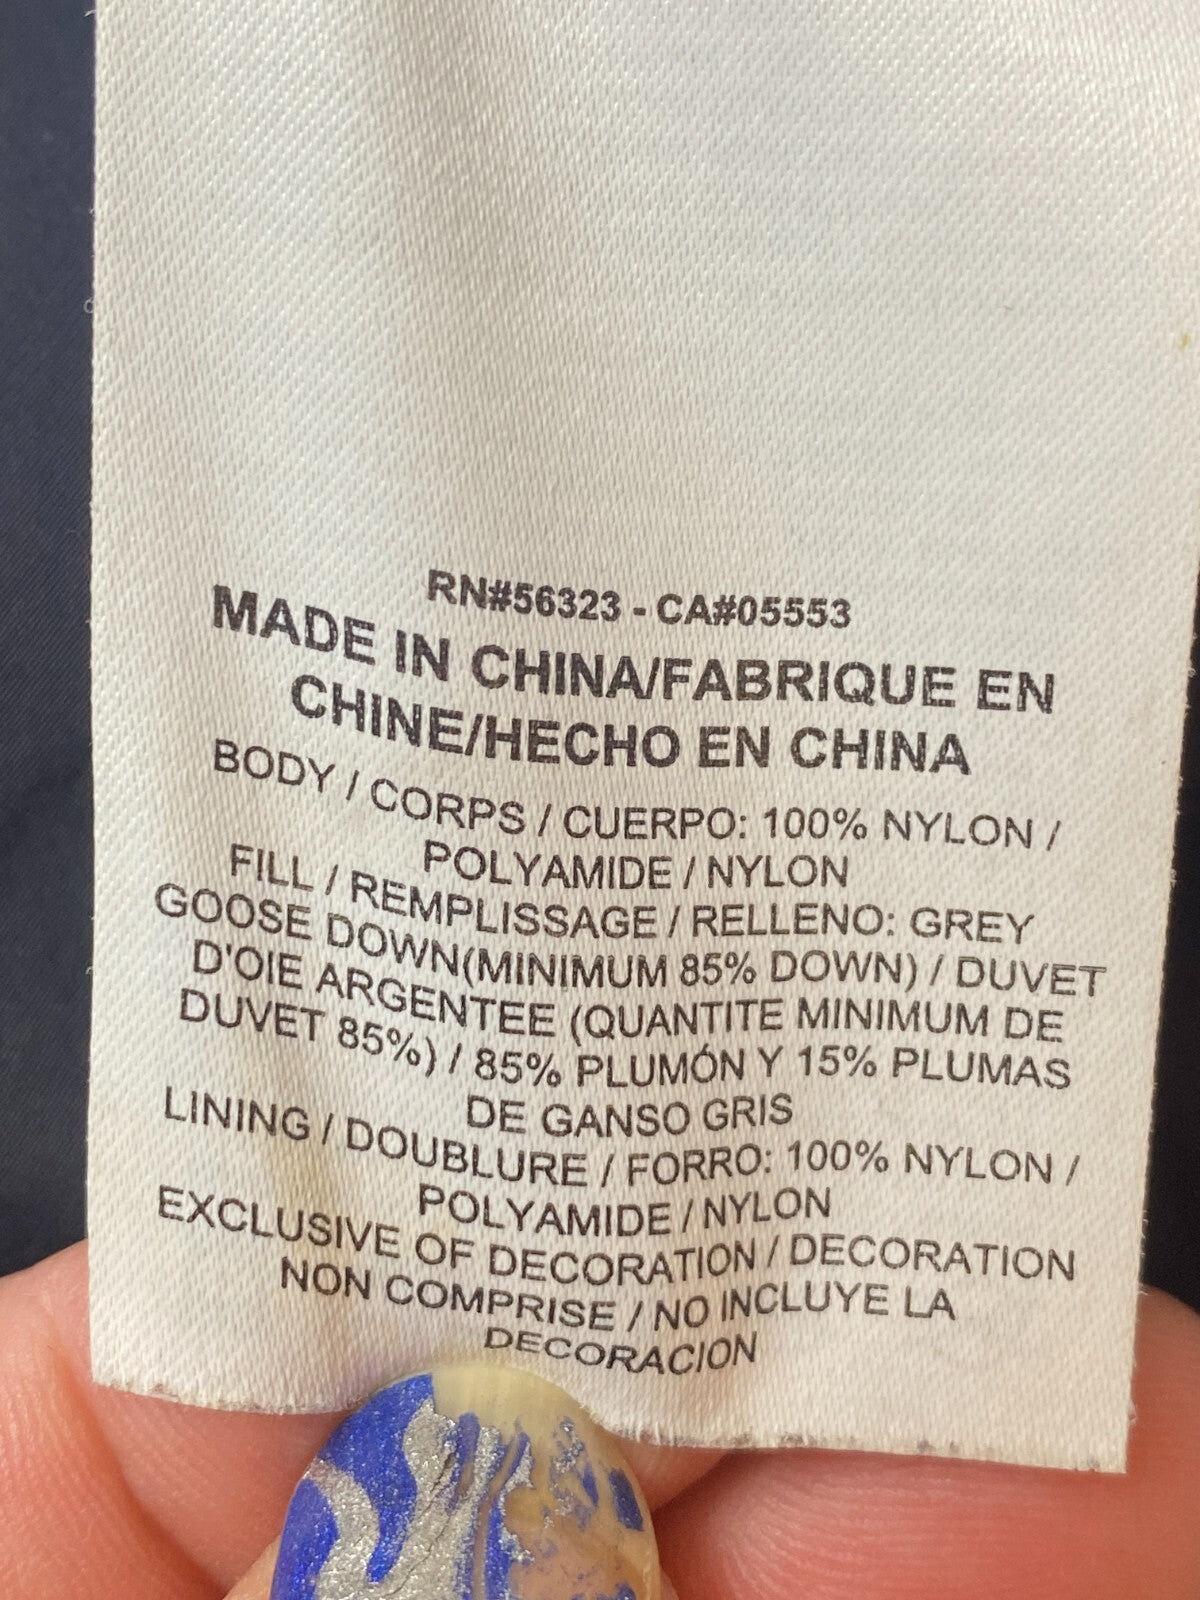 RN#56323 - CA#05553
MADE IN CHINA/FABRIQUE EN
CHINE/HECHO EN CHINA
BODY / CORPS / CUERPO: 100% NYLON /
POLYAMIDE / NYLON
FILL / REMPLISSAGE / RELLENO: GREY
GOOSE DOWN(MINIMUM 85% DOWN) / DUVET
D'OIE ARGENTEE (QUANTITE MINIMUM DE
DUVET 85%) / 85% PLUMÓN Y 15% PLUMAS
DE GANSO GRIS
LINING / DOUBLURE / FORRO: 100% NYLON /
POLYAMIDE / NYLON
EXCLUSIVE OF DECORATION / DECORATION
NON COMPRISE / NO INCLUYE LA
DECORACION